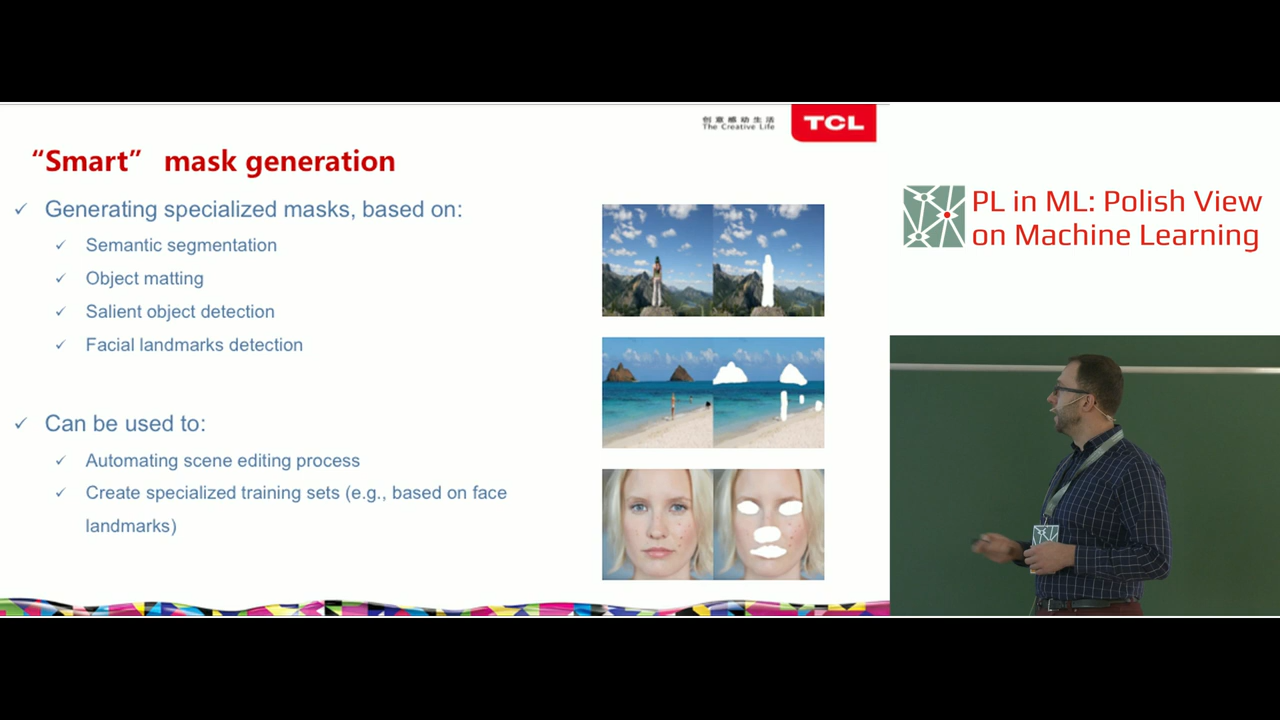 创意感动生活
The Creative Life
TCL
“Smart” mask generation
✓ Generating specialized masks, based on:
✓ Semantic segmentation
✓ Object matting
✓ Salient object detection
✓ Facial landmarks detection
✓ Can be used to:
✓ Automating scene editing process
✓ Create specialized training sets (e.g., based on face
landmarks)
PL in ML: Polish View
on Machine Learning